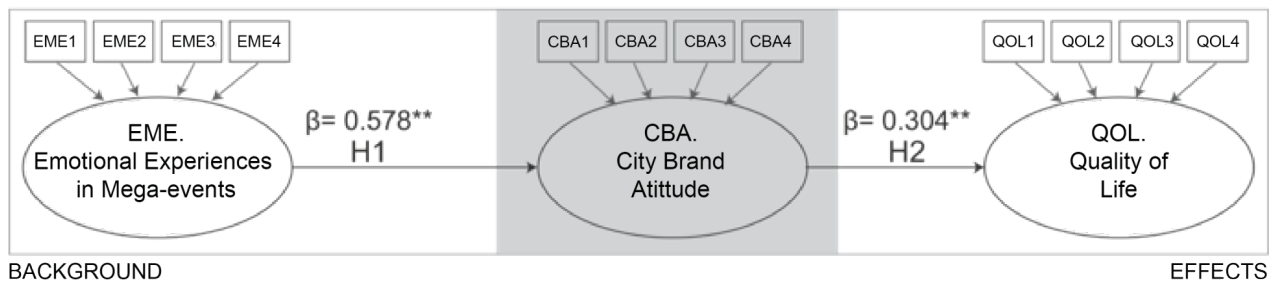 EME1 EME2 EME3 EME4
CBA1 CBA2 CBA3 CBA4
QOL1 QOL2 QOL3 QOL4
EME.
Emotional Experiences
in Mega-events
β= 0.578**
H1
CBA.
City Brand
Atittude
β= 0.304**
H2
QOL.
Quality of
Life
BACKGROUND
EFFECTS